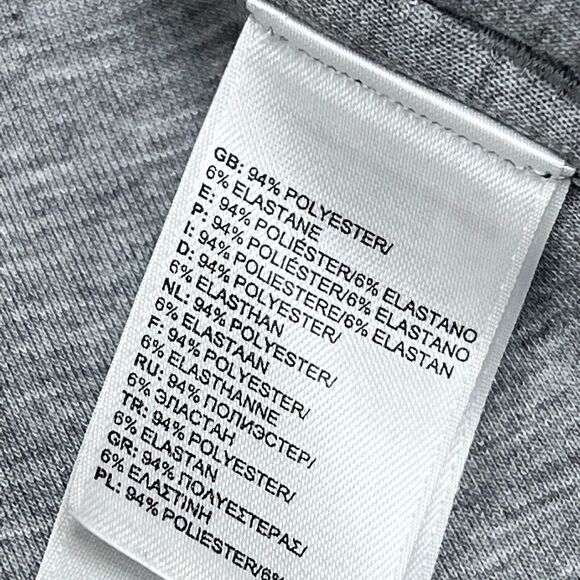 GB: 94% POLYESTER/
6% ELASTANE
E: 94% POLIÉSTER/6% ELASTANO
P: 94% POLIÉSTER/6% ELASTANO
I: 94% POLIESTERE/6% ELASTAN
D: 94% POLYESTER/
6% ELASTHAN
NL: 94% POLYESTER/
6% ELASTAAN
F: 94% POLYESTER/
6% ELASTHANNE
RU: 94% ПОЛИЭСТЕР/
6% ЭЛАСТАН
TR: 94% POLYESTER/
6% ELASTAN
GR: 94% ΠΟΛΥΕΣΤΕΡΑΣ/
6% ΕΛΑΣΤΙΝΗ
PL: 94% POLIESTER/6%